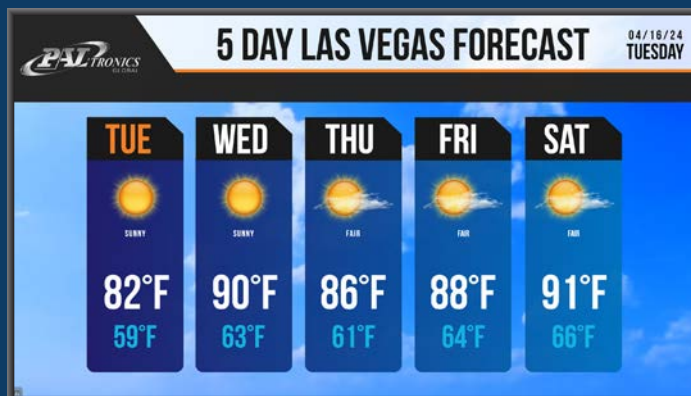 PALTRONICS
GLOBAL
5 DAY LAS VEGAS FORECAST
04/16/24
TUESDAY
TUE
SUNNY
82°F
59°F
WED
SUNNY
90°F
63°F
THU
FAIR
86°F
61°F
FRI
FAIR
88°F
64°F
SAT
FAIR
91°F
66°F